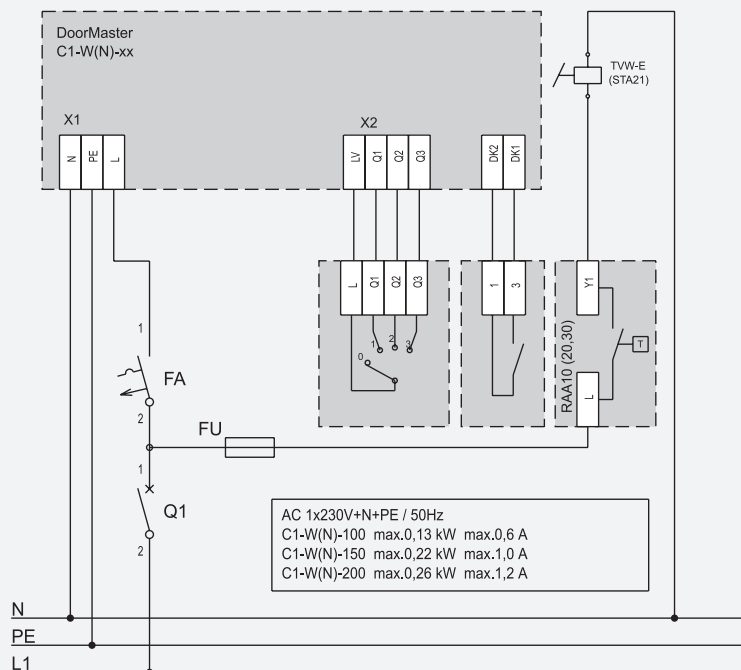 DoorMaster
C1-W(N)-xx
TVW-E
(STA21)
X1
X2
N
PE
L
LV
Q1
Q2
Q3
DK2
DK1
L
Q1
Q2
Q3
1
3
Y1
0
1
2
3
T
RAA10 (20,30)
L
1
FA
2
FU
1
Q1
2
AC 1x230V+N+PE / 50Hz
C1-W(N)-100 max.0,13 kW max.0,6 A
C1-W(N)-150 max.0,22 kW max.1,0 A
C1-W(N)-200 max.0,26 kW max.1,2 A
N
PE
L1